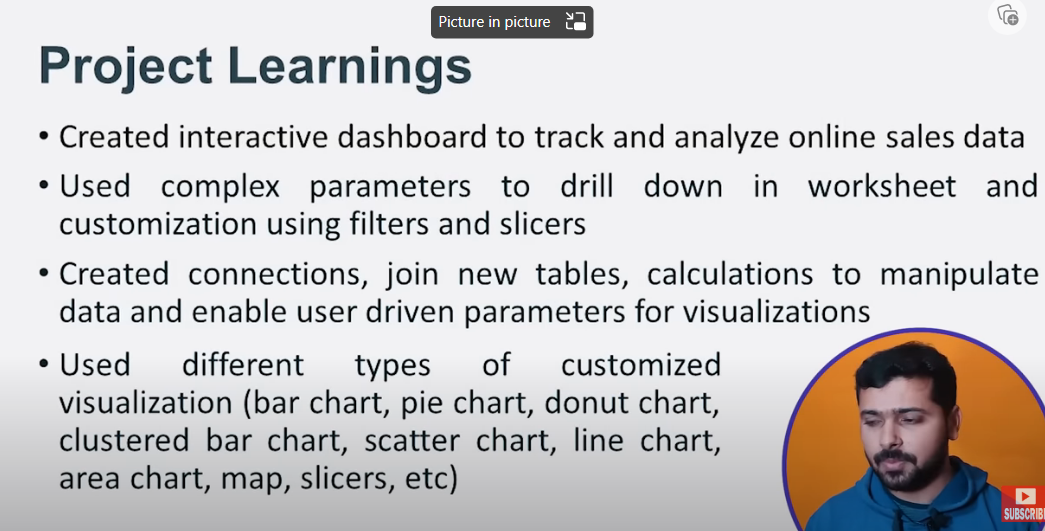 Picture in picture
Project Learnings
• Created interactive dashboard to track and analyze online sales data
• Used complex parameters to drill down in worksheet and
customization using filters and slicers
• Created connections, join new tables, calculations to manipulate
data and enable user driven parameters for visualizations
• Used different types of customized
visualization (bar chart, pie chart, donut chart,
clustered bar chart, scatter chart, line chart,
area chart, map, slicers, etc)
SUBSCRIB